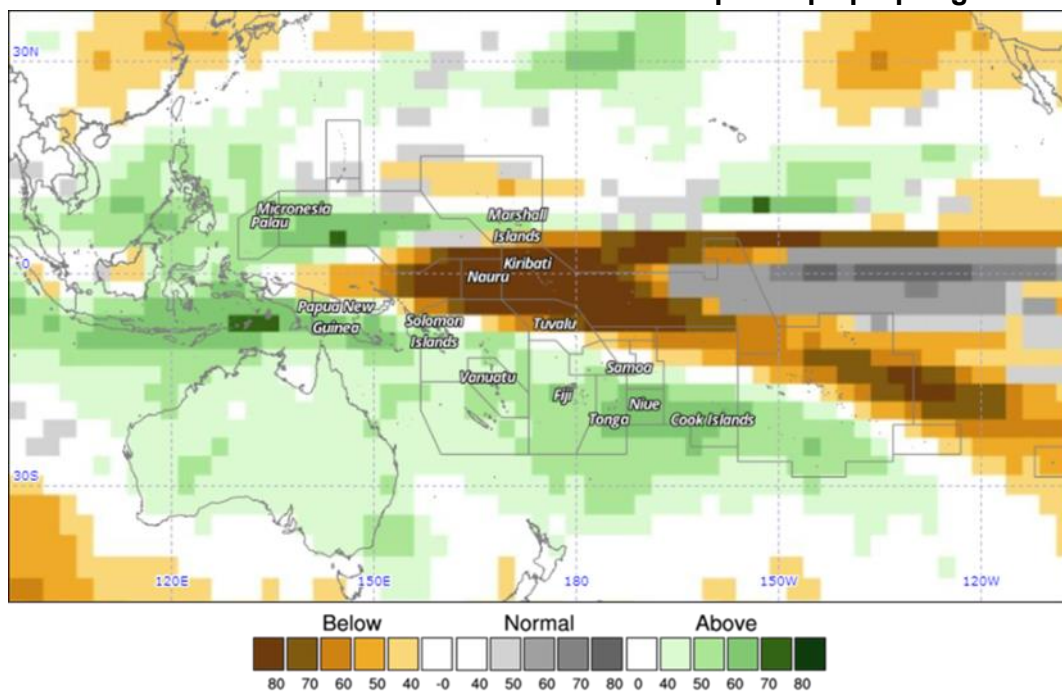 30N
Micronesia
Palau
Marshall
Islands
0
Kiribati
Nauru
Papua New
Guinea
Solomon
Islands
Tuvalu
Vanuatu
Samoa
Fiji
Niue
Tonga
Cook Islands
30S
120E 150E 180 150W 120W
Below Normal Above
80 70 60 50 40 -0 40 50 60 70 80 0 40 50 60 70 80